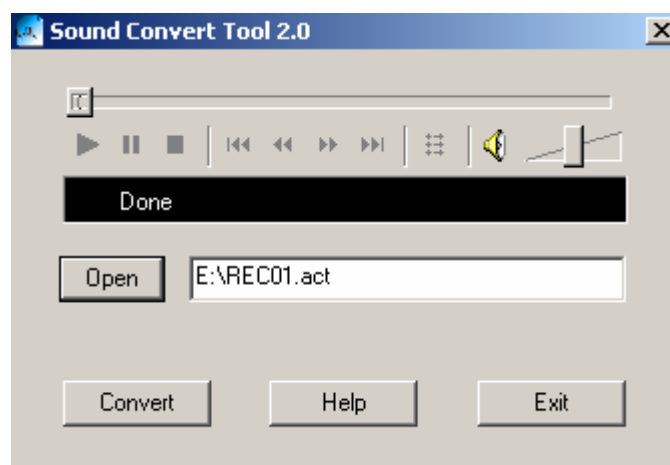 Sound Convert Tool 2.0
Done
Open E:\REC01.act
Convert Help Exit